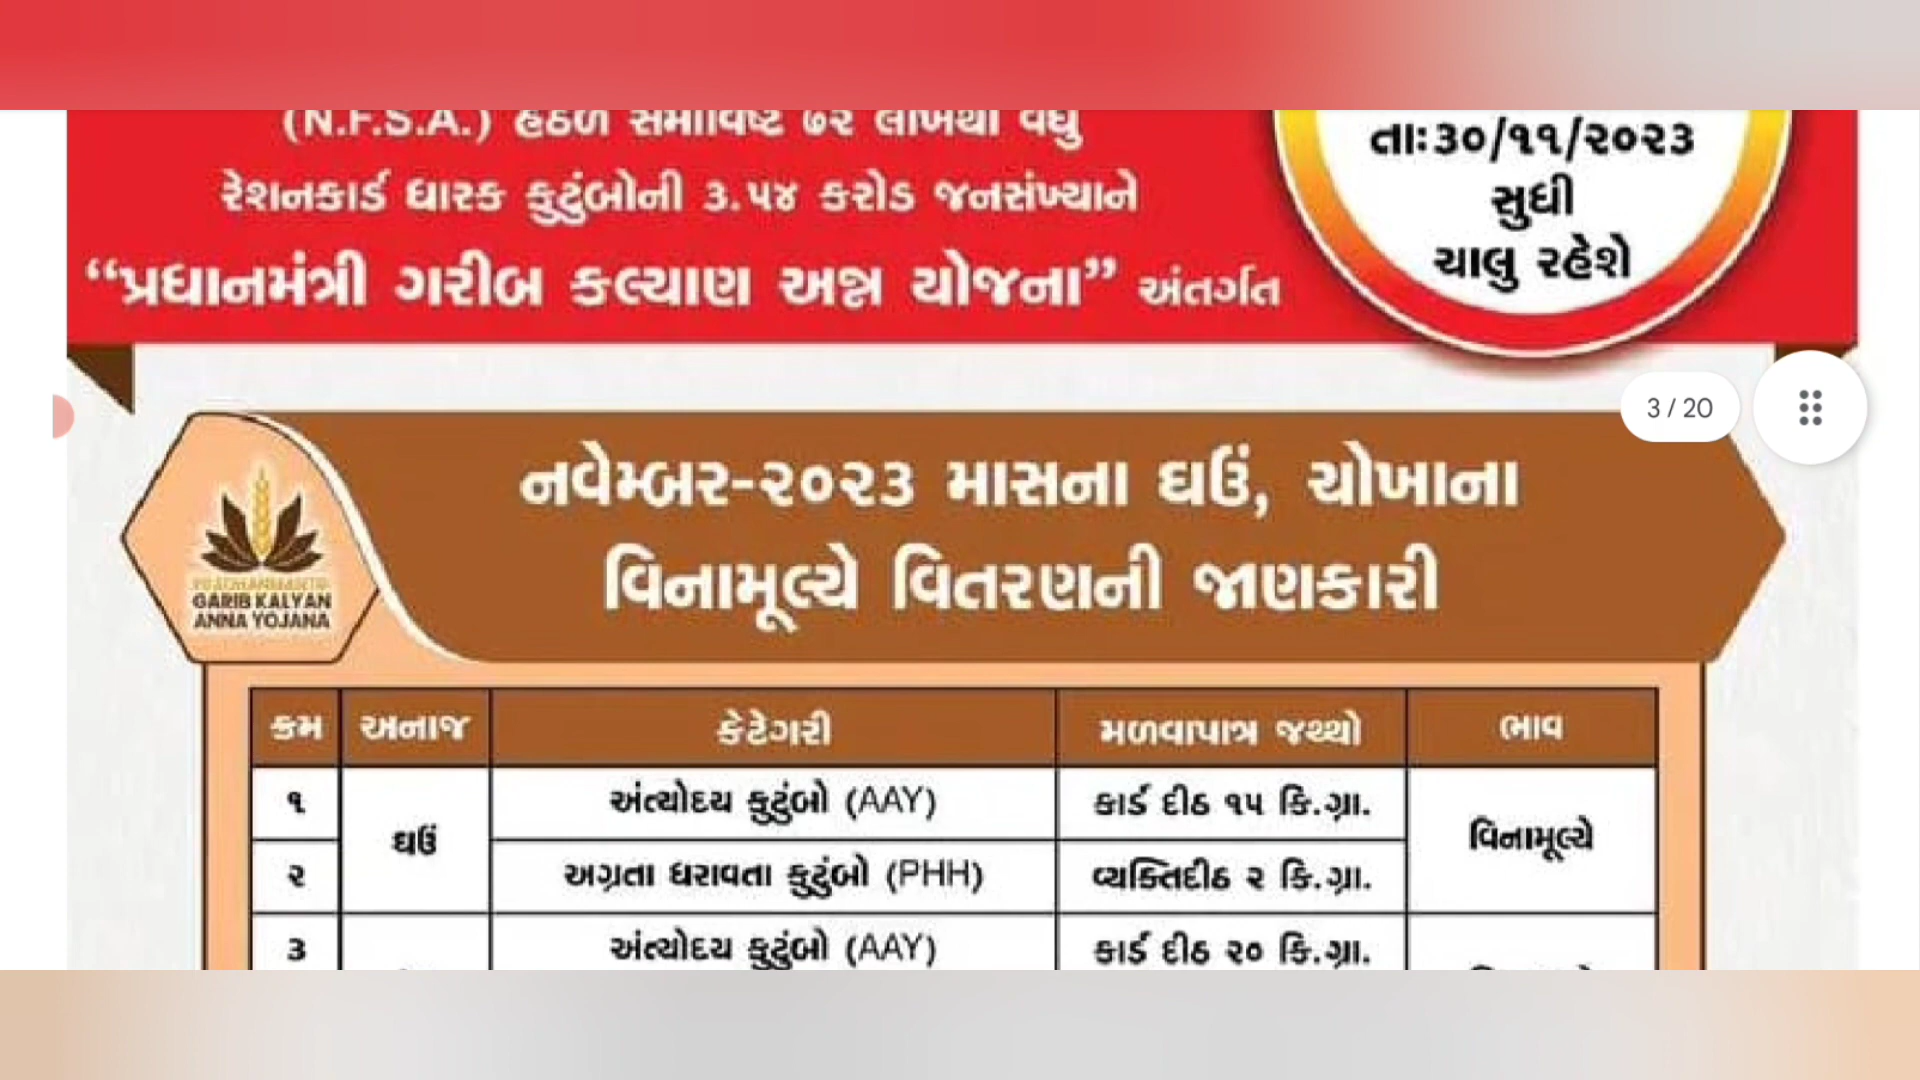 (N.F.S.A.) હેઠળ સમાવિષ્ટ ૭૨ લાખથી વધુ
રેશનકાર્ડ ધારક કુટુંબોની ૩.૫૪ કરોડ જનસંખ્યાને
“પ્રધાનમંત્રી ગરીબ કલ્યાણ અન્ન યોજના” અંતર્ગત
તા:૩૦/૧૧/૨૦૨૩
સુધી
ચાલુ રહેશે
3 / 20
નવેમ્બર-૨૦૨૩ માસના ઘઉં, ચોખાના
વિનામૂલ્યે વિતરણની જાણકારી
PRADHANMANTRI
GARIB KALYAN
ANNA YOJANA
ક્રમ અનાજ કેટેગરી મળવાપાત્ર જથ્થો ભાવ
૧ ઘઉં અંત્યોદય કુટુંબો (AAY) કાર્ડ દીઠ ૧૫ કિ.ગ્રા. વિનામૂલ્યે
૨ અગ્રતા ધરાવતા કુટુંબો (PHH) વ્યક્તિદીઠ ૨ કિ.ગ્રા.
૩ અંત્યોદય કુટુંબો (AAY) કાર્ડ દીઠ ૨૦ કિ.ગ્રા.